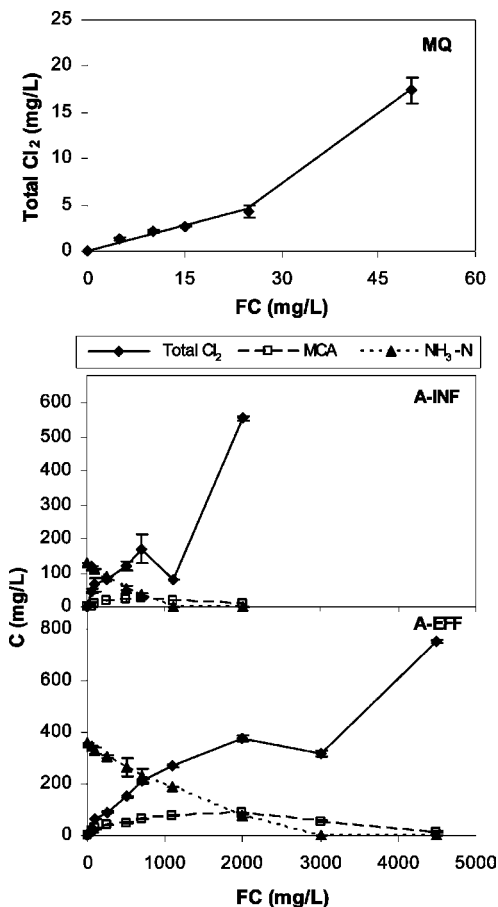 MQ
Total Cl₂ (mg/L)
25
20
15
10
5
0
0 15 30 45 60
FC (mg/L)
Total Cl₂ MCA NH₃-N
A-INF
600
500
400
300
200
100
0
C (mg/L)
A-EFF
800
600
400
200
0
0 1000 2000 3000 4000 5000
FC (mg/L)